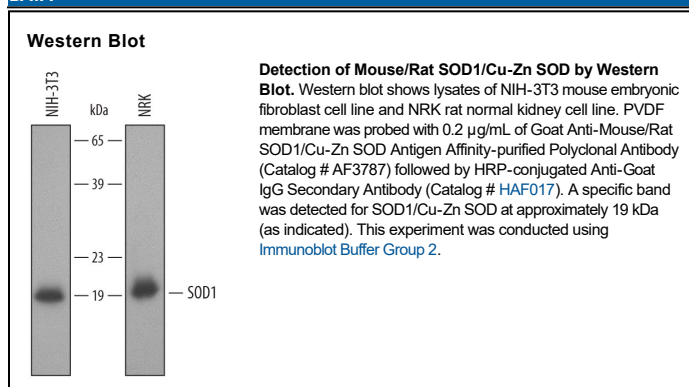 Western Blot
NIH-3T3
kDa
NRK
65
39
23
19
SOD1
Detection of Mouse/Rat SOD1/Cu-Zn SOD by Western
Blot. Western blot shows lysates of NIH-3T3 mouse embryonic
fibroblast cell line and NRK rat normal kidney cell line. PVDF
membrane was probed with 0.2 µg/mL of Goat Anti-Mouse/Rat
SOD1/Cu-Zn SOD Antigen Affinity-purified Polyclonal Antibody
(Catalog # AF3787) followed by HRP-conjugated Anti-Goat
IgG Secondary Antibody (Catalog # HAF017). A specific band
was detected for SOD1/Cu-Zn SOD at approximately 19 kDa
(as indicated). This experiment was conducted using
Immunoblot Buffer Group 2.